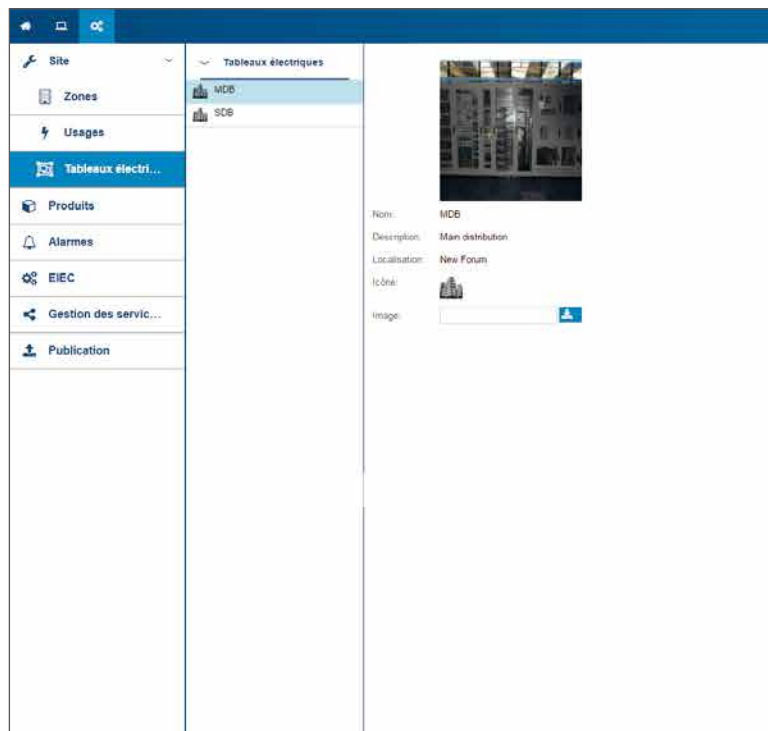 Site
Zones
Usages
Tableaux électri...
Produits
Alarmes
EIEC
Gestion des servic...
Publication
Tableaux électriques
MDB
SDB
Nom: MDB
Description: Main distribution
Localisation: New Forum
Icône:
Image: